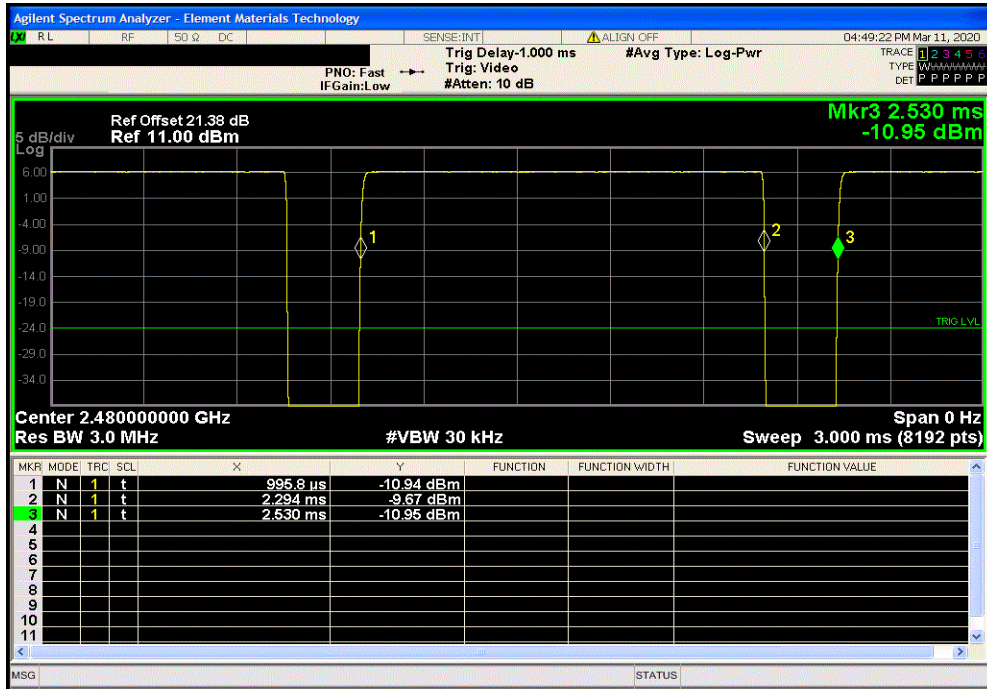 Agilent Spectrum Analyzer - Element Materials Technology
LXI RL RF 50 Ω DC SENSE:INT ALIGN OFF 04:49:22 PM Mar 11, 2020
Trig Delay-1.000 ms #Avg Type: Log-Pwr TRACE 1 2 3 4 5 6
PNO: Fast Trig: Video TYPE WWWWWW
IFGain:Low #Atten: 10 dB DET P P P P P P
Mkr3 2.530 ms
-10.95 dBm
Ref Offset 21.38 dB
5 dB/div Ref 11.00 dBm
Log
6.00
1.00
-4.00
-9.00
-14.0
-19.0
-24.0
-29.0
-34.0
1
2
3
TRIG LVL
Center 2.480000000 GHz Span 0 Hz
Res BW 3.0 MHz #VBW 30 kHz Sweep 3.000 ms (8192 pts)
MKR MODE TRC SCL X Y FUNCTION FUNCTION WIDTH FUNCTION VALUE
1 N 1 t 995.8 µs -10.94 dBm
2 N 1 t 2.294 ms -9.67 dBm
3 N 1 t 2.530 ms -10.95 dBm
4
5
6
7
8
9
10
11
MSG STATUS